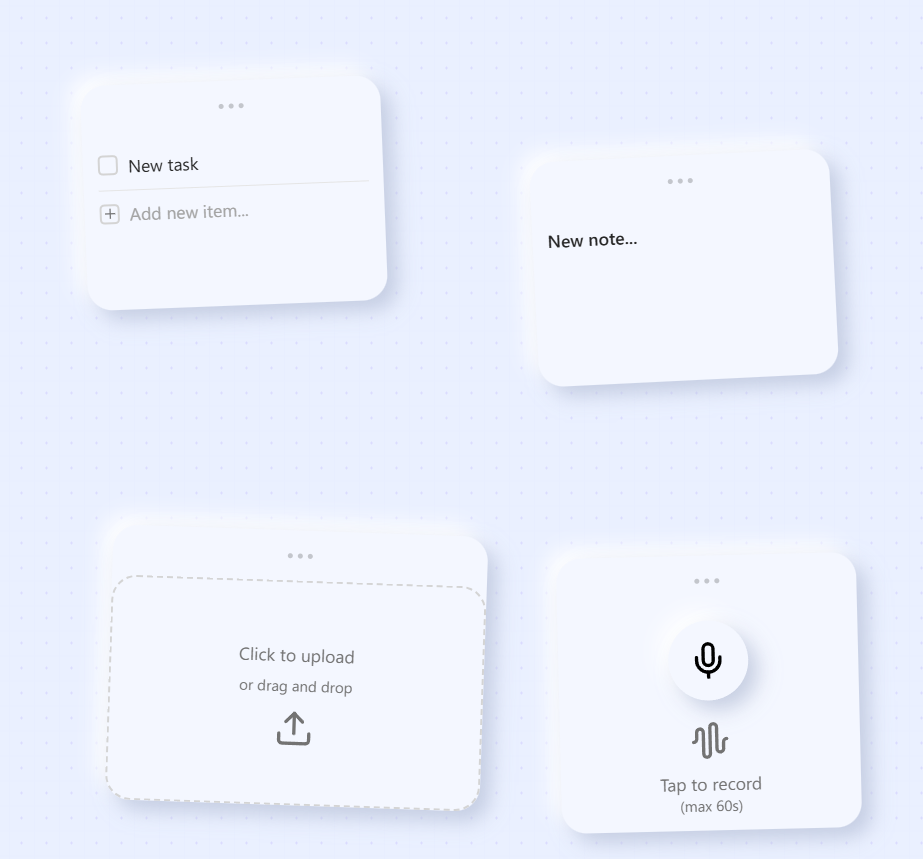 New task
Add new item...
New note...
Click to upload
or drag and drop
Tap to record
(max 60s)